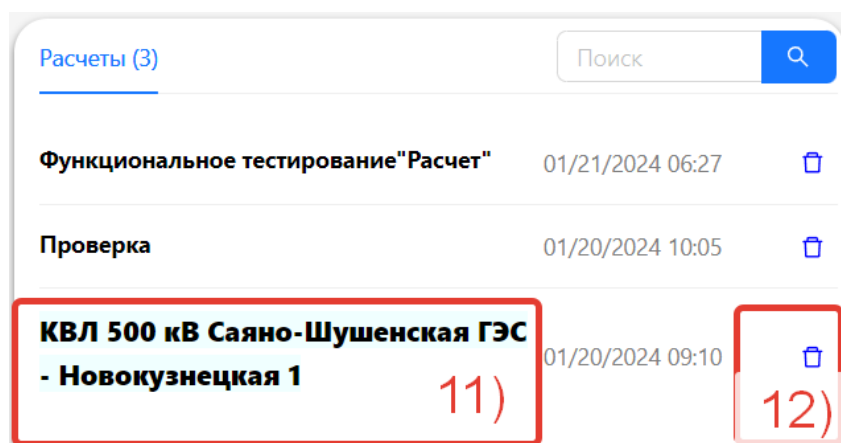 Расчеты (3)
Поиск
Функциональное тестирование"Расчет" 01/21/2024 06:27
Проверка 01/20/2024 10:05
КВЛ 500 кВ Саяно-Шушенская ГЭС
- Новокузнецкая 1
01/20/2024 09:10
11)
12)